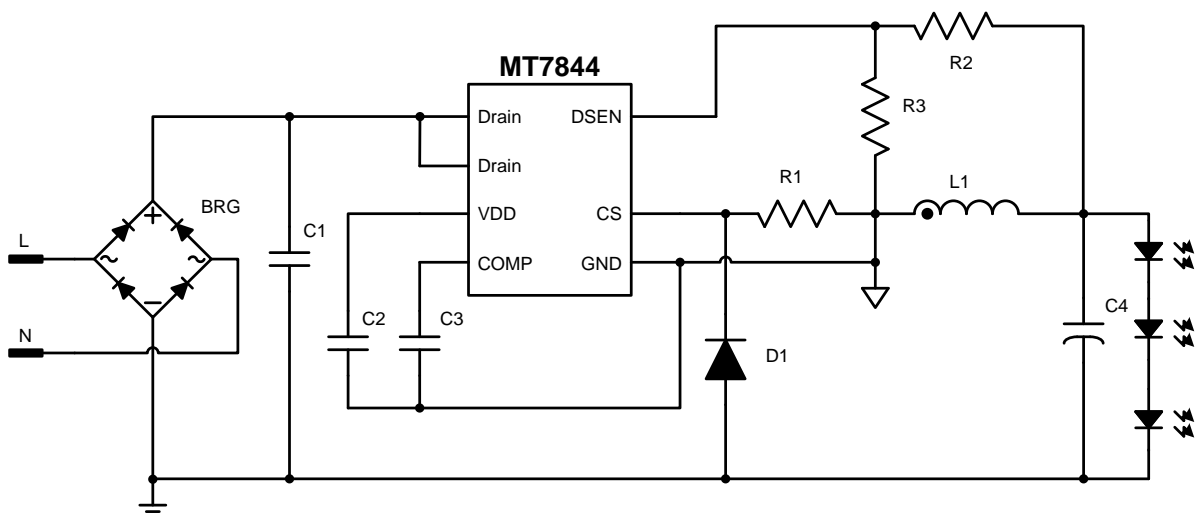 MT7844
R2
R3
Drain
DSEN
Drain
R1
L1
BRG
VDD
CS
C1
L
COMP
GND
C2
C3
C4
N
D1